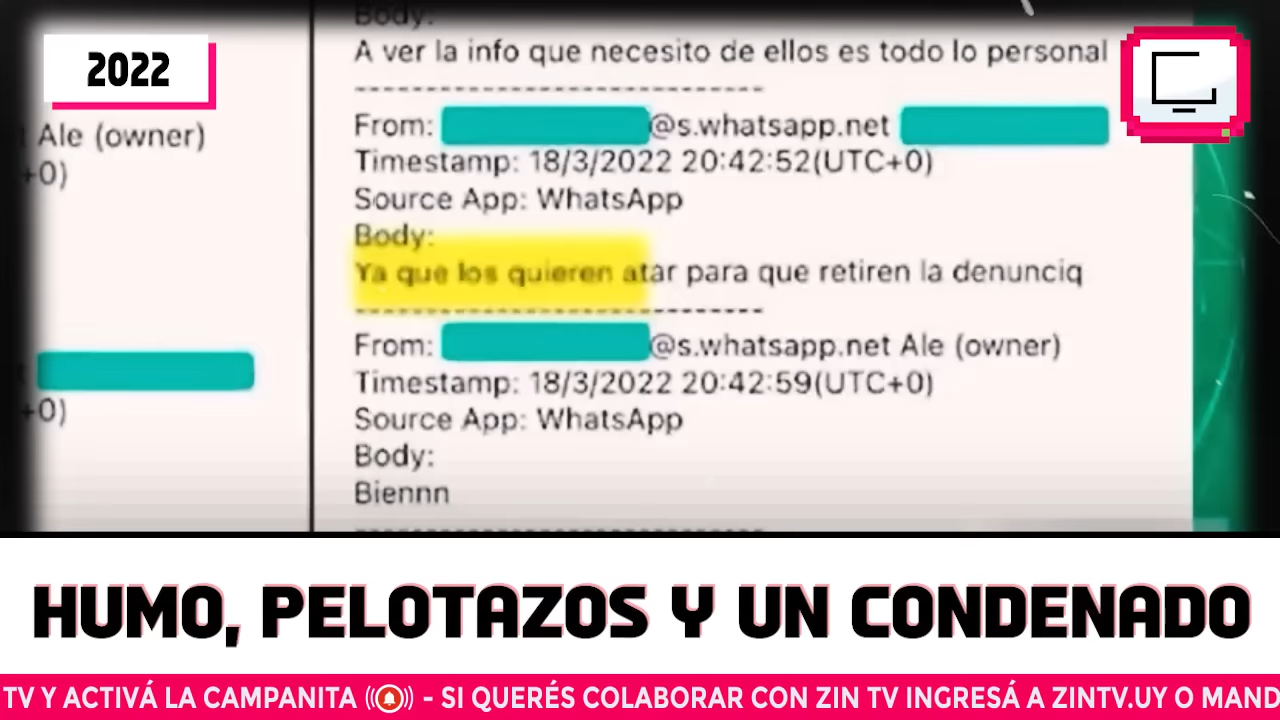 2022
Ale (owner)
+0)
+0)
Body:
A ver la info que necesito de ellos es todo lo personal
--------------------------------
From: @s.whatsapp.net
Timestamp: 18/3/2022 20:42:52(UTC+0)
Source App: WhatsApp
Body:
Ya que los quieren atar para que retiren la denunciq
--------------------------------
From: @s.whatsapp.net Ale (owner)
Timestamp: 18/3/2022 20:42:59(UTC+0)
Source App: WhatsApp
Body:
Biennn
HUMO, PELOTAZOS Y UN CONDENADO
TV Y ACTIVÁ LA CAMPANITA - SI QUERÉS COLABORAR CON ZIN TV INGRESÁ A ZINTV.UY O MAND